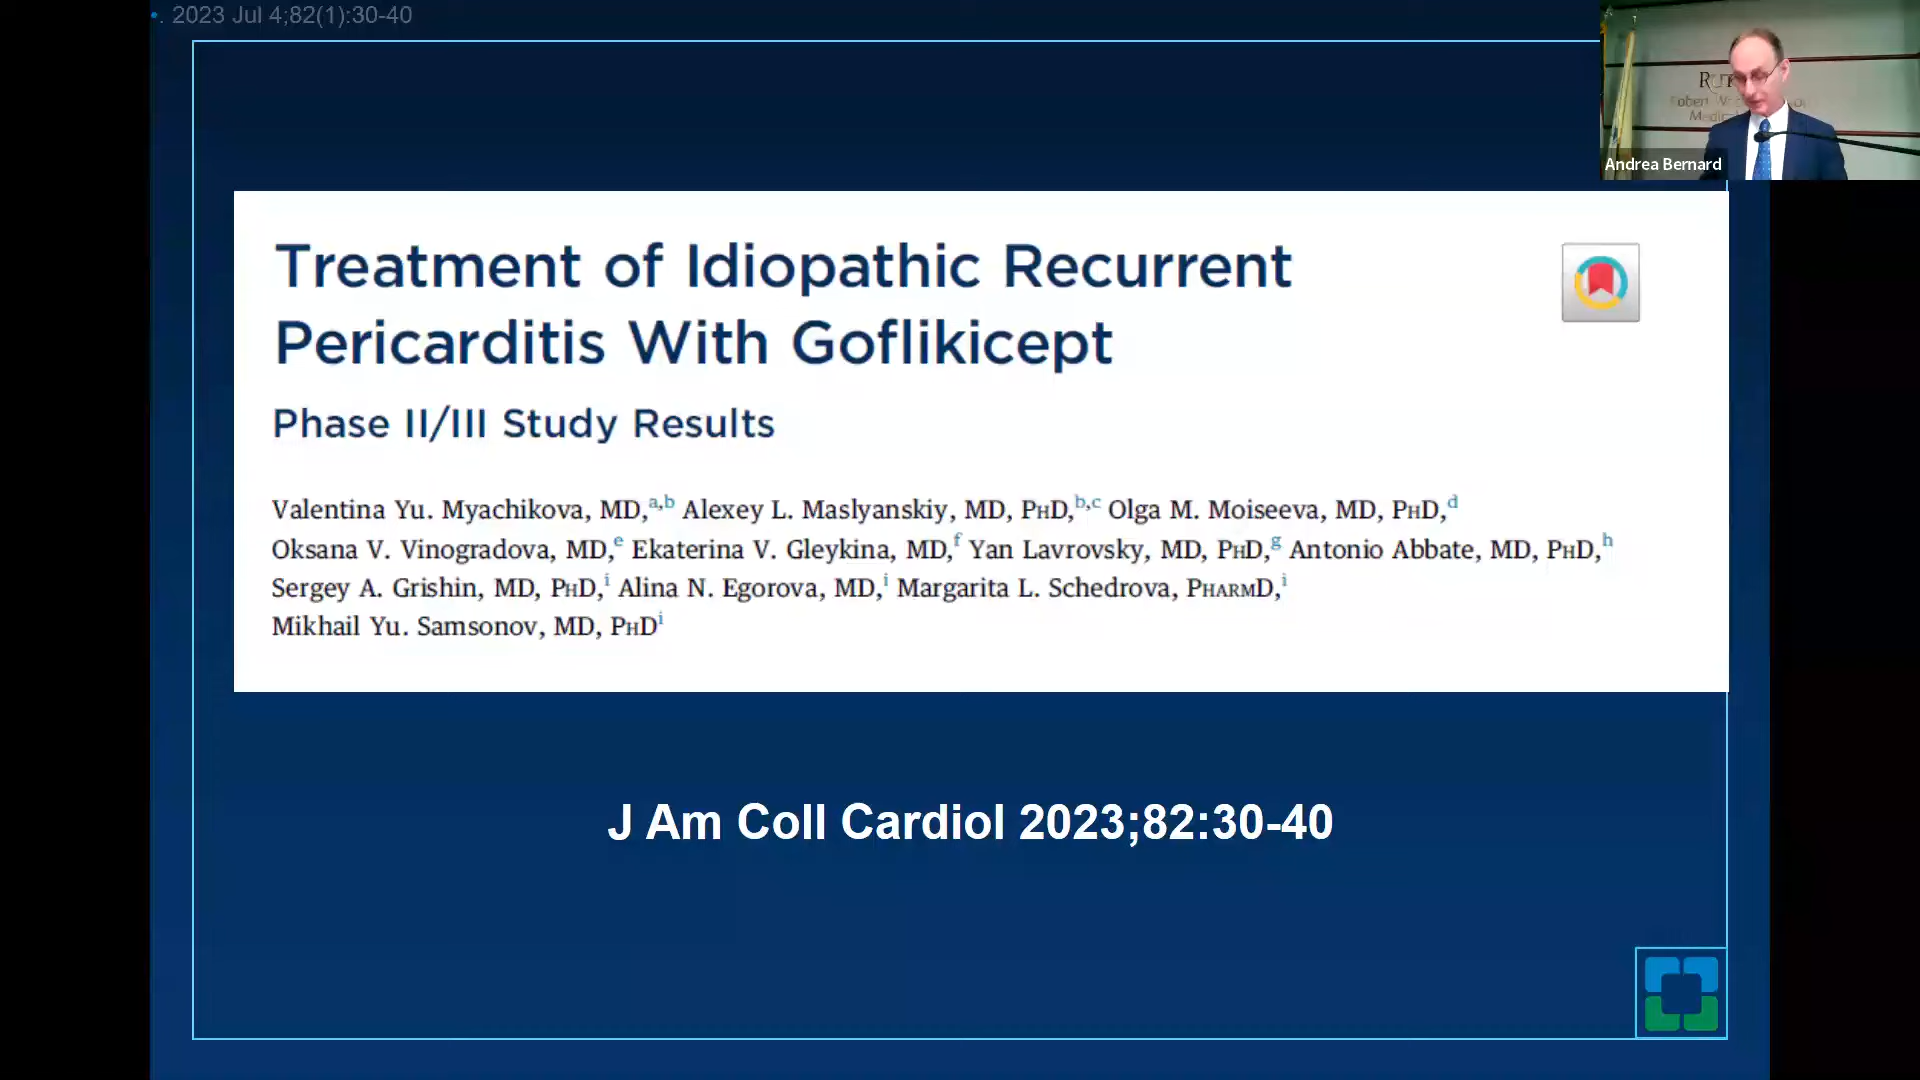 . 2023 Jul 4;82(1):30-40
Andrea Bernard
Treatment of Idiopathic Recurrent
Pericarditis With Goflikicept
Phase II/III Study Results
Valentina Yu. Myachikova, MD,a,b Alexey L. Maslyanskiy, MD, PhD,b,c Olga M. Moiseeva, MD, PhD,d
Oksana V. Vinogradova, MD,e Ekaterina V. Gleykina, MD,f Yan Lavrovsky, MD, PhD,g Antonio Abbate, MD, PhD,h
Sergey A. Grishin, MD, PhD,i Alina N. Egorova, MD,i Margarita L. Schedrova, PharmD,i
Mikhail Yu. Samsonov, MD, PhDi
J Am Coll Cardiol 2023;82:30-40